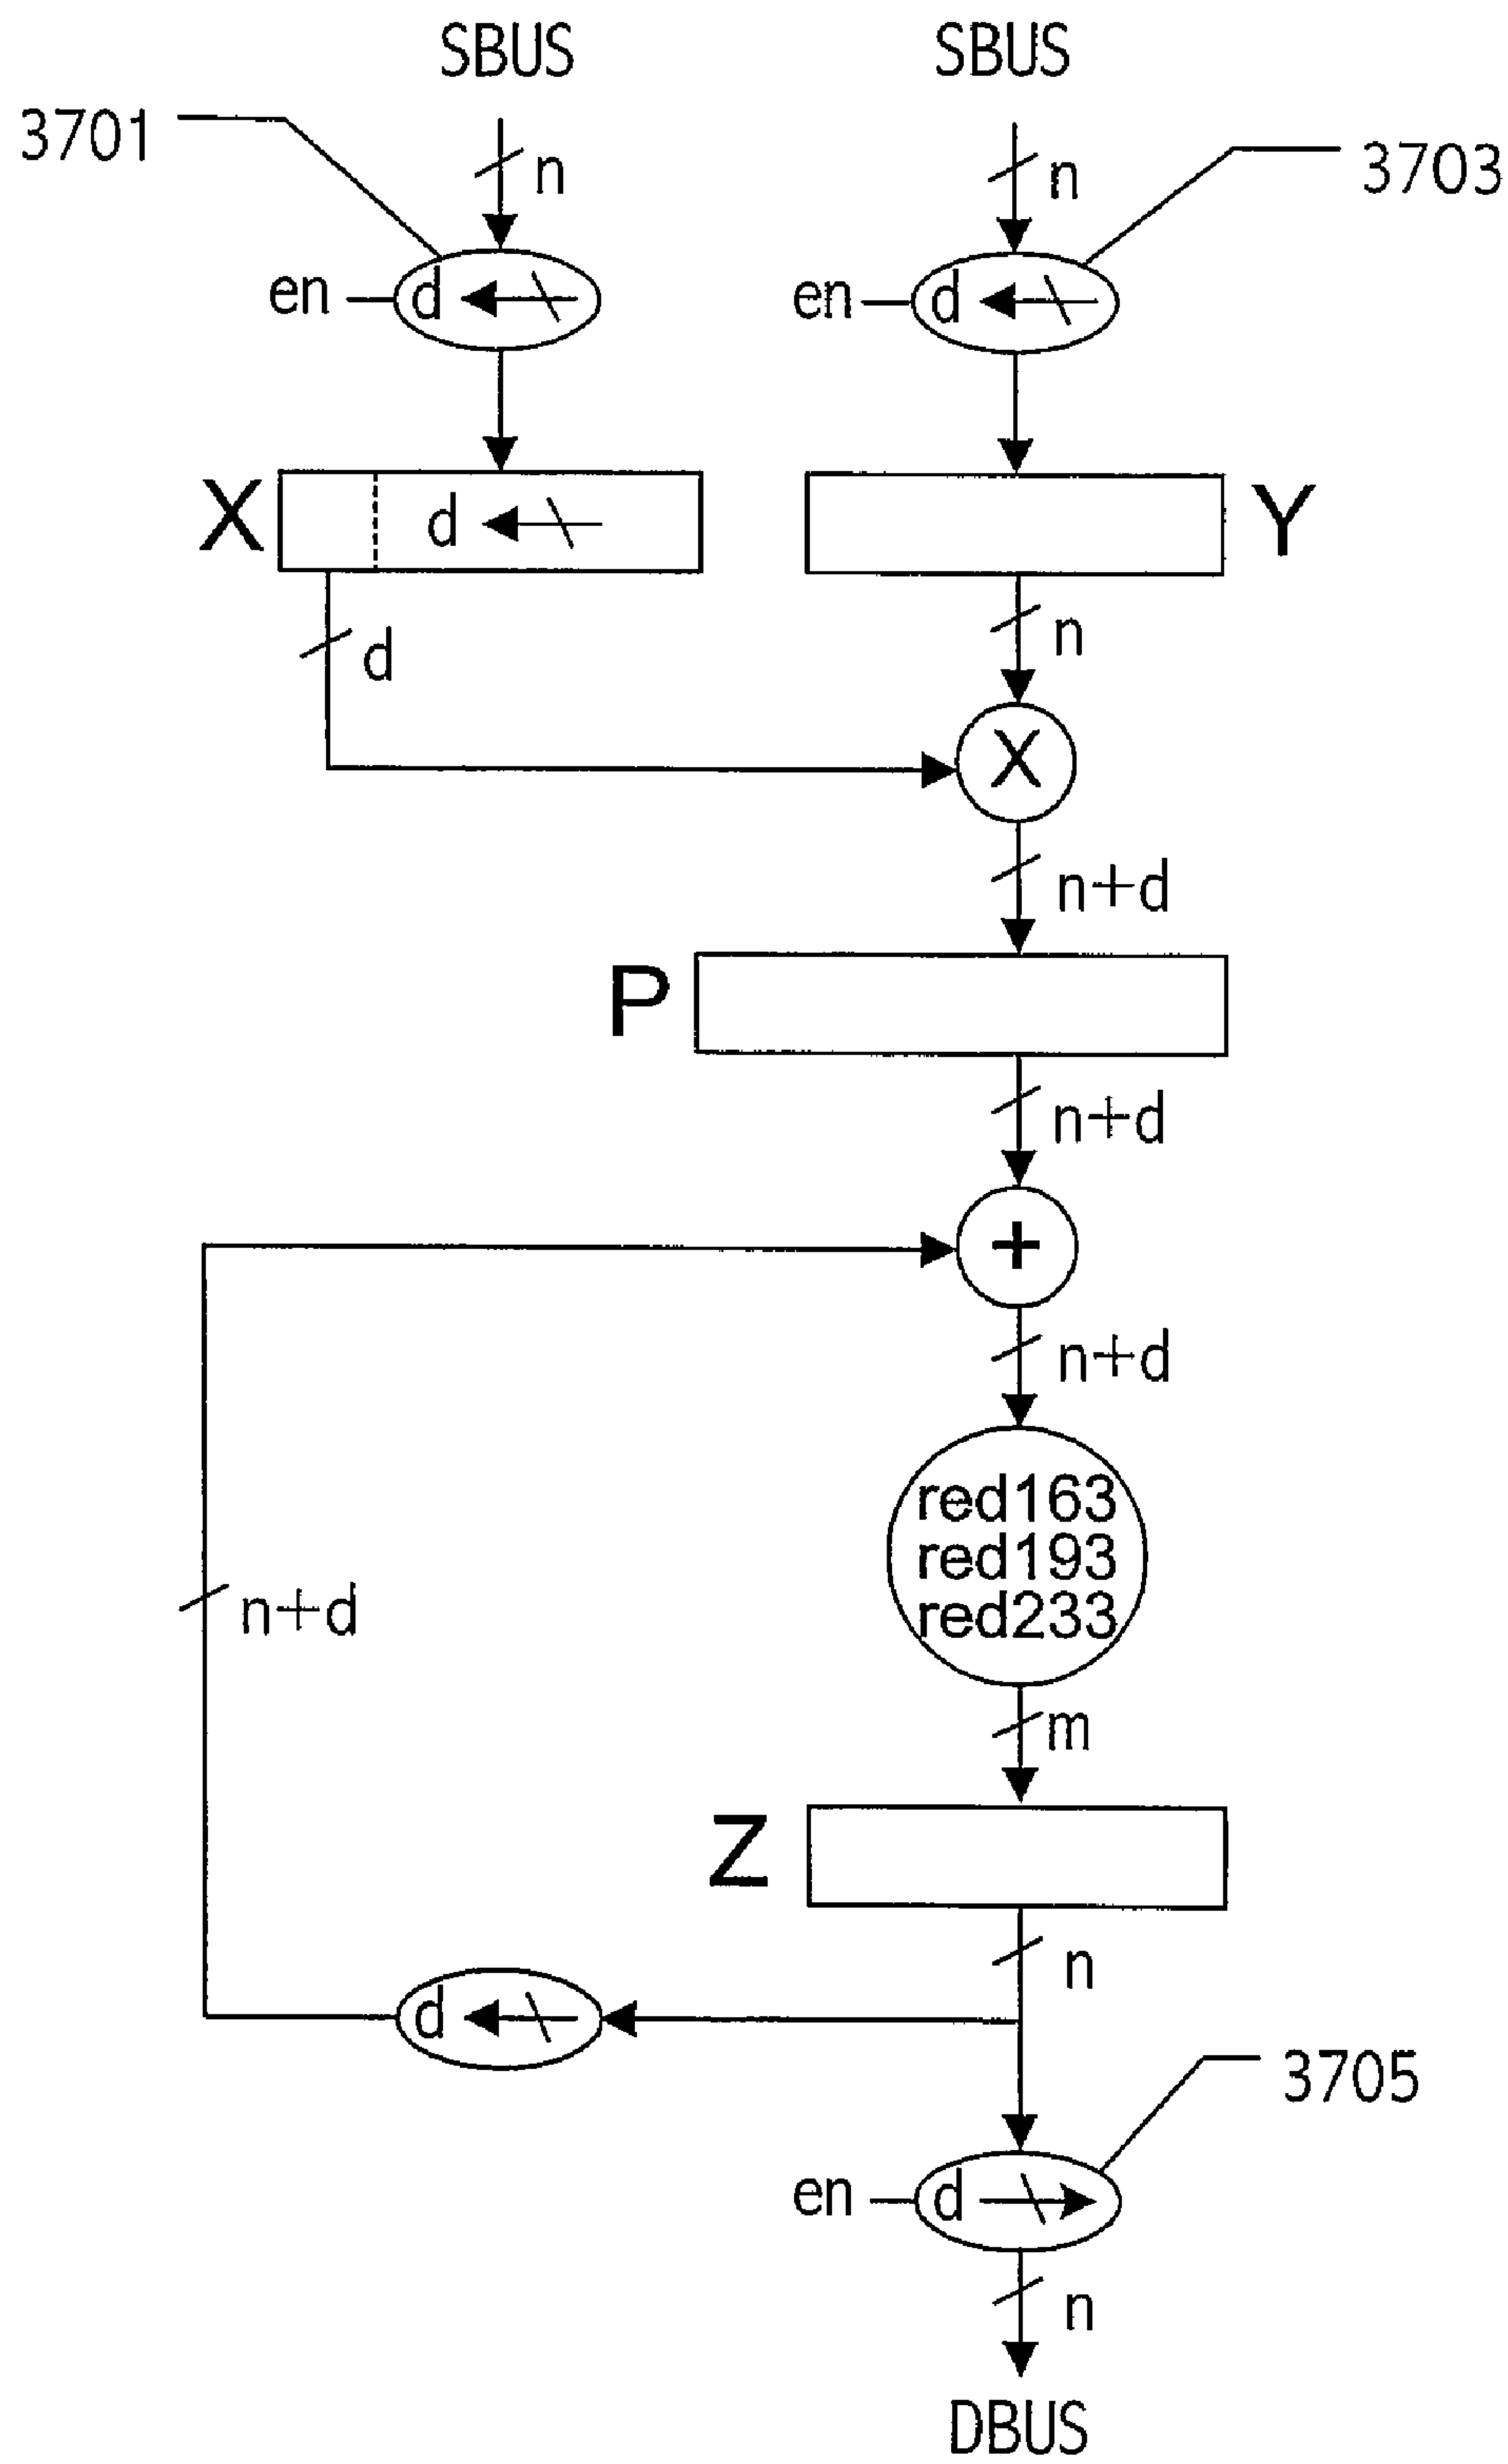 SBUS SBUS
3701 n n 3703
en d en d
X d Y
d n
X
n+d
P
n+d
+
n+d
red163
red193
red233
n+d
m
Z
n
d
3705
en d
n
DBUS